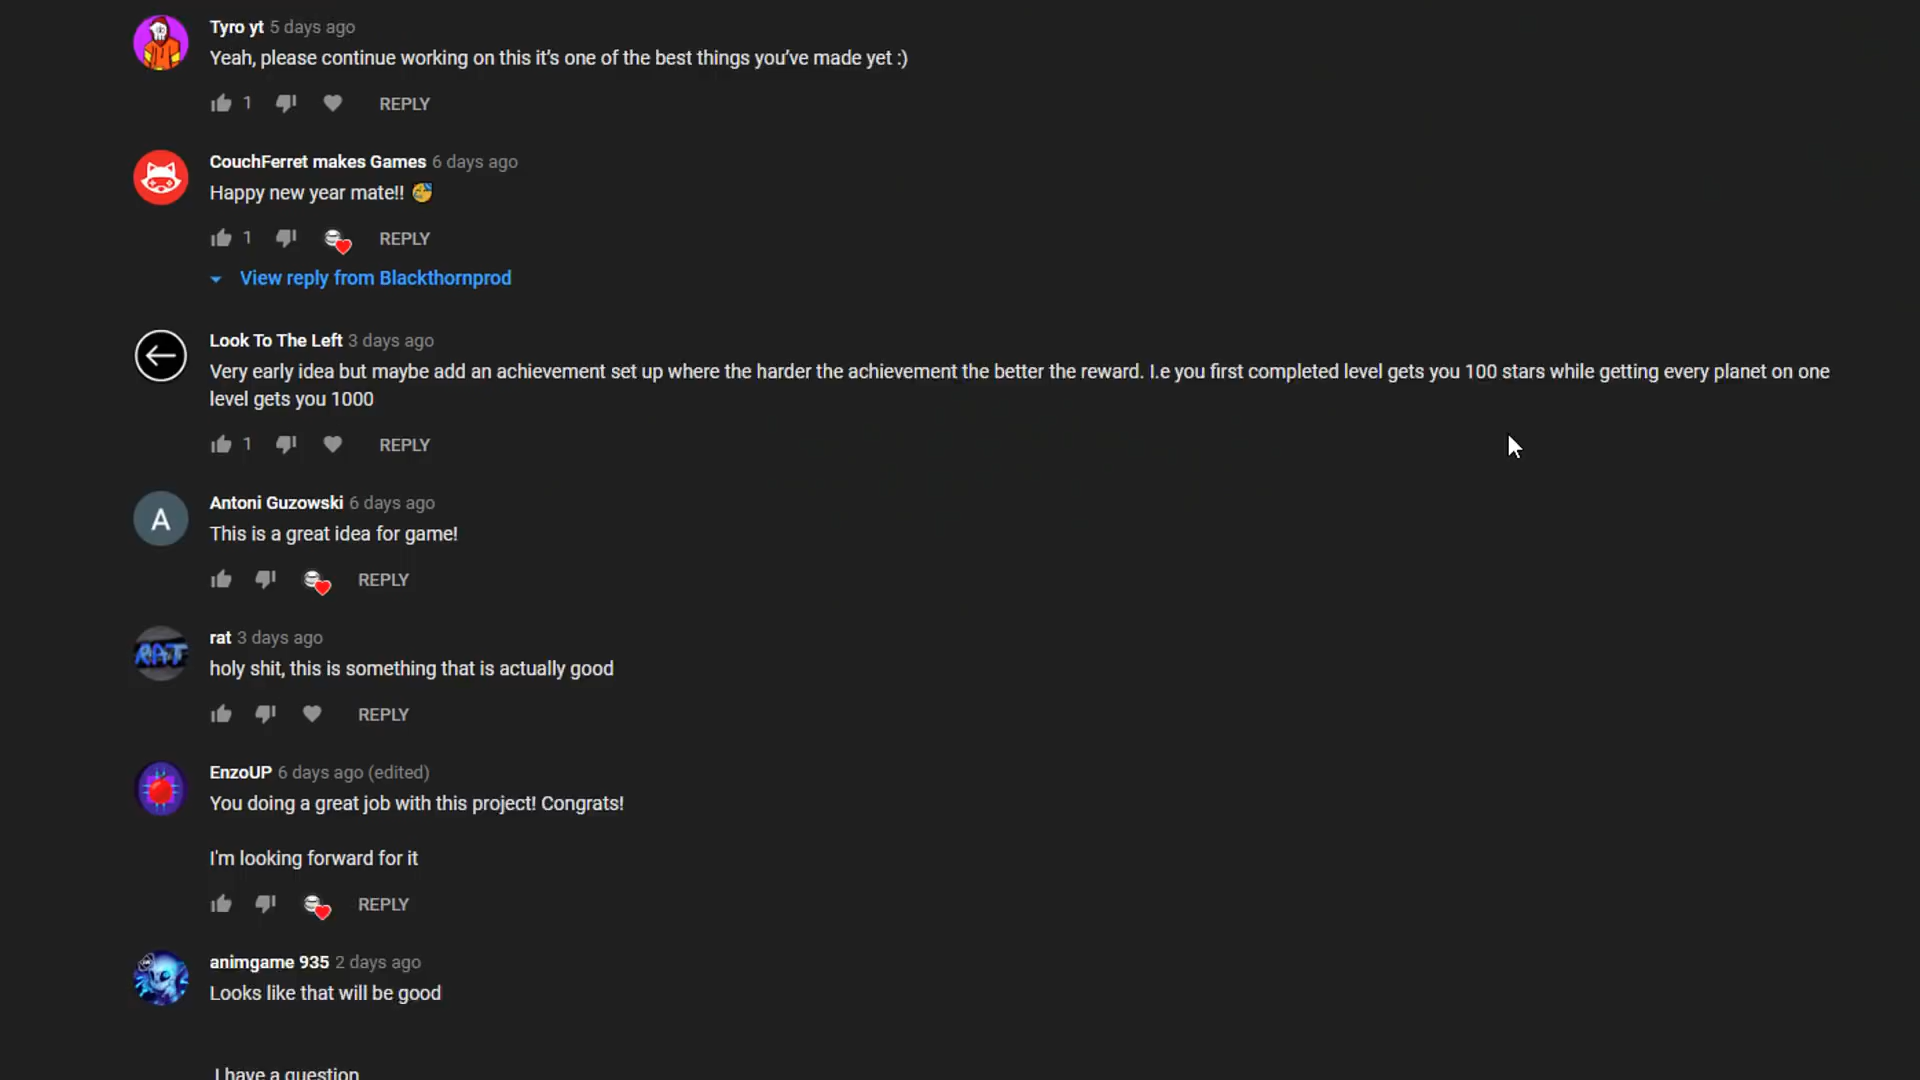 Tyro yt 5 days ago
Yeah, please continue working on this it’s one of the best things you’ve made yet :)
1 REPLY
CouchFerret makes Games 6 days ago
Happy new year mate!! 🥳
1 REPLY
View reply from Blackthornprod
Look To The Left 3 days ago
Very early idea but maybe add an achievement set up where the harder the achievement the better the reward. I.e you first completed level gets you 100 stars while getting every planet on one
level gets you 1000
1 REPLY
A
Antoni Guzowski 6 days ago
This is a great idea for game!
REPLY
RAT
rat 3 days ago
holy shit, this is something that is actually good
REPLY
EnzoUP 6 days ago (edited)
You doing a great job with this project! Congrats!
I'm looking forward for it
REPLY
animgame 935 2 days ago
Looks like that will be good
I have a question